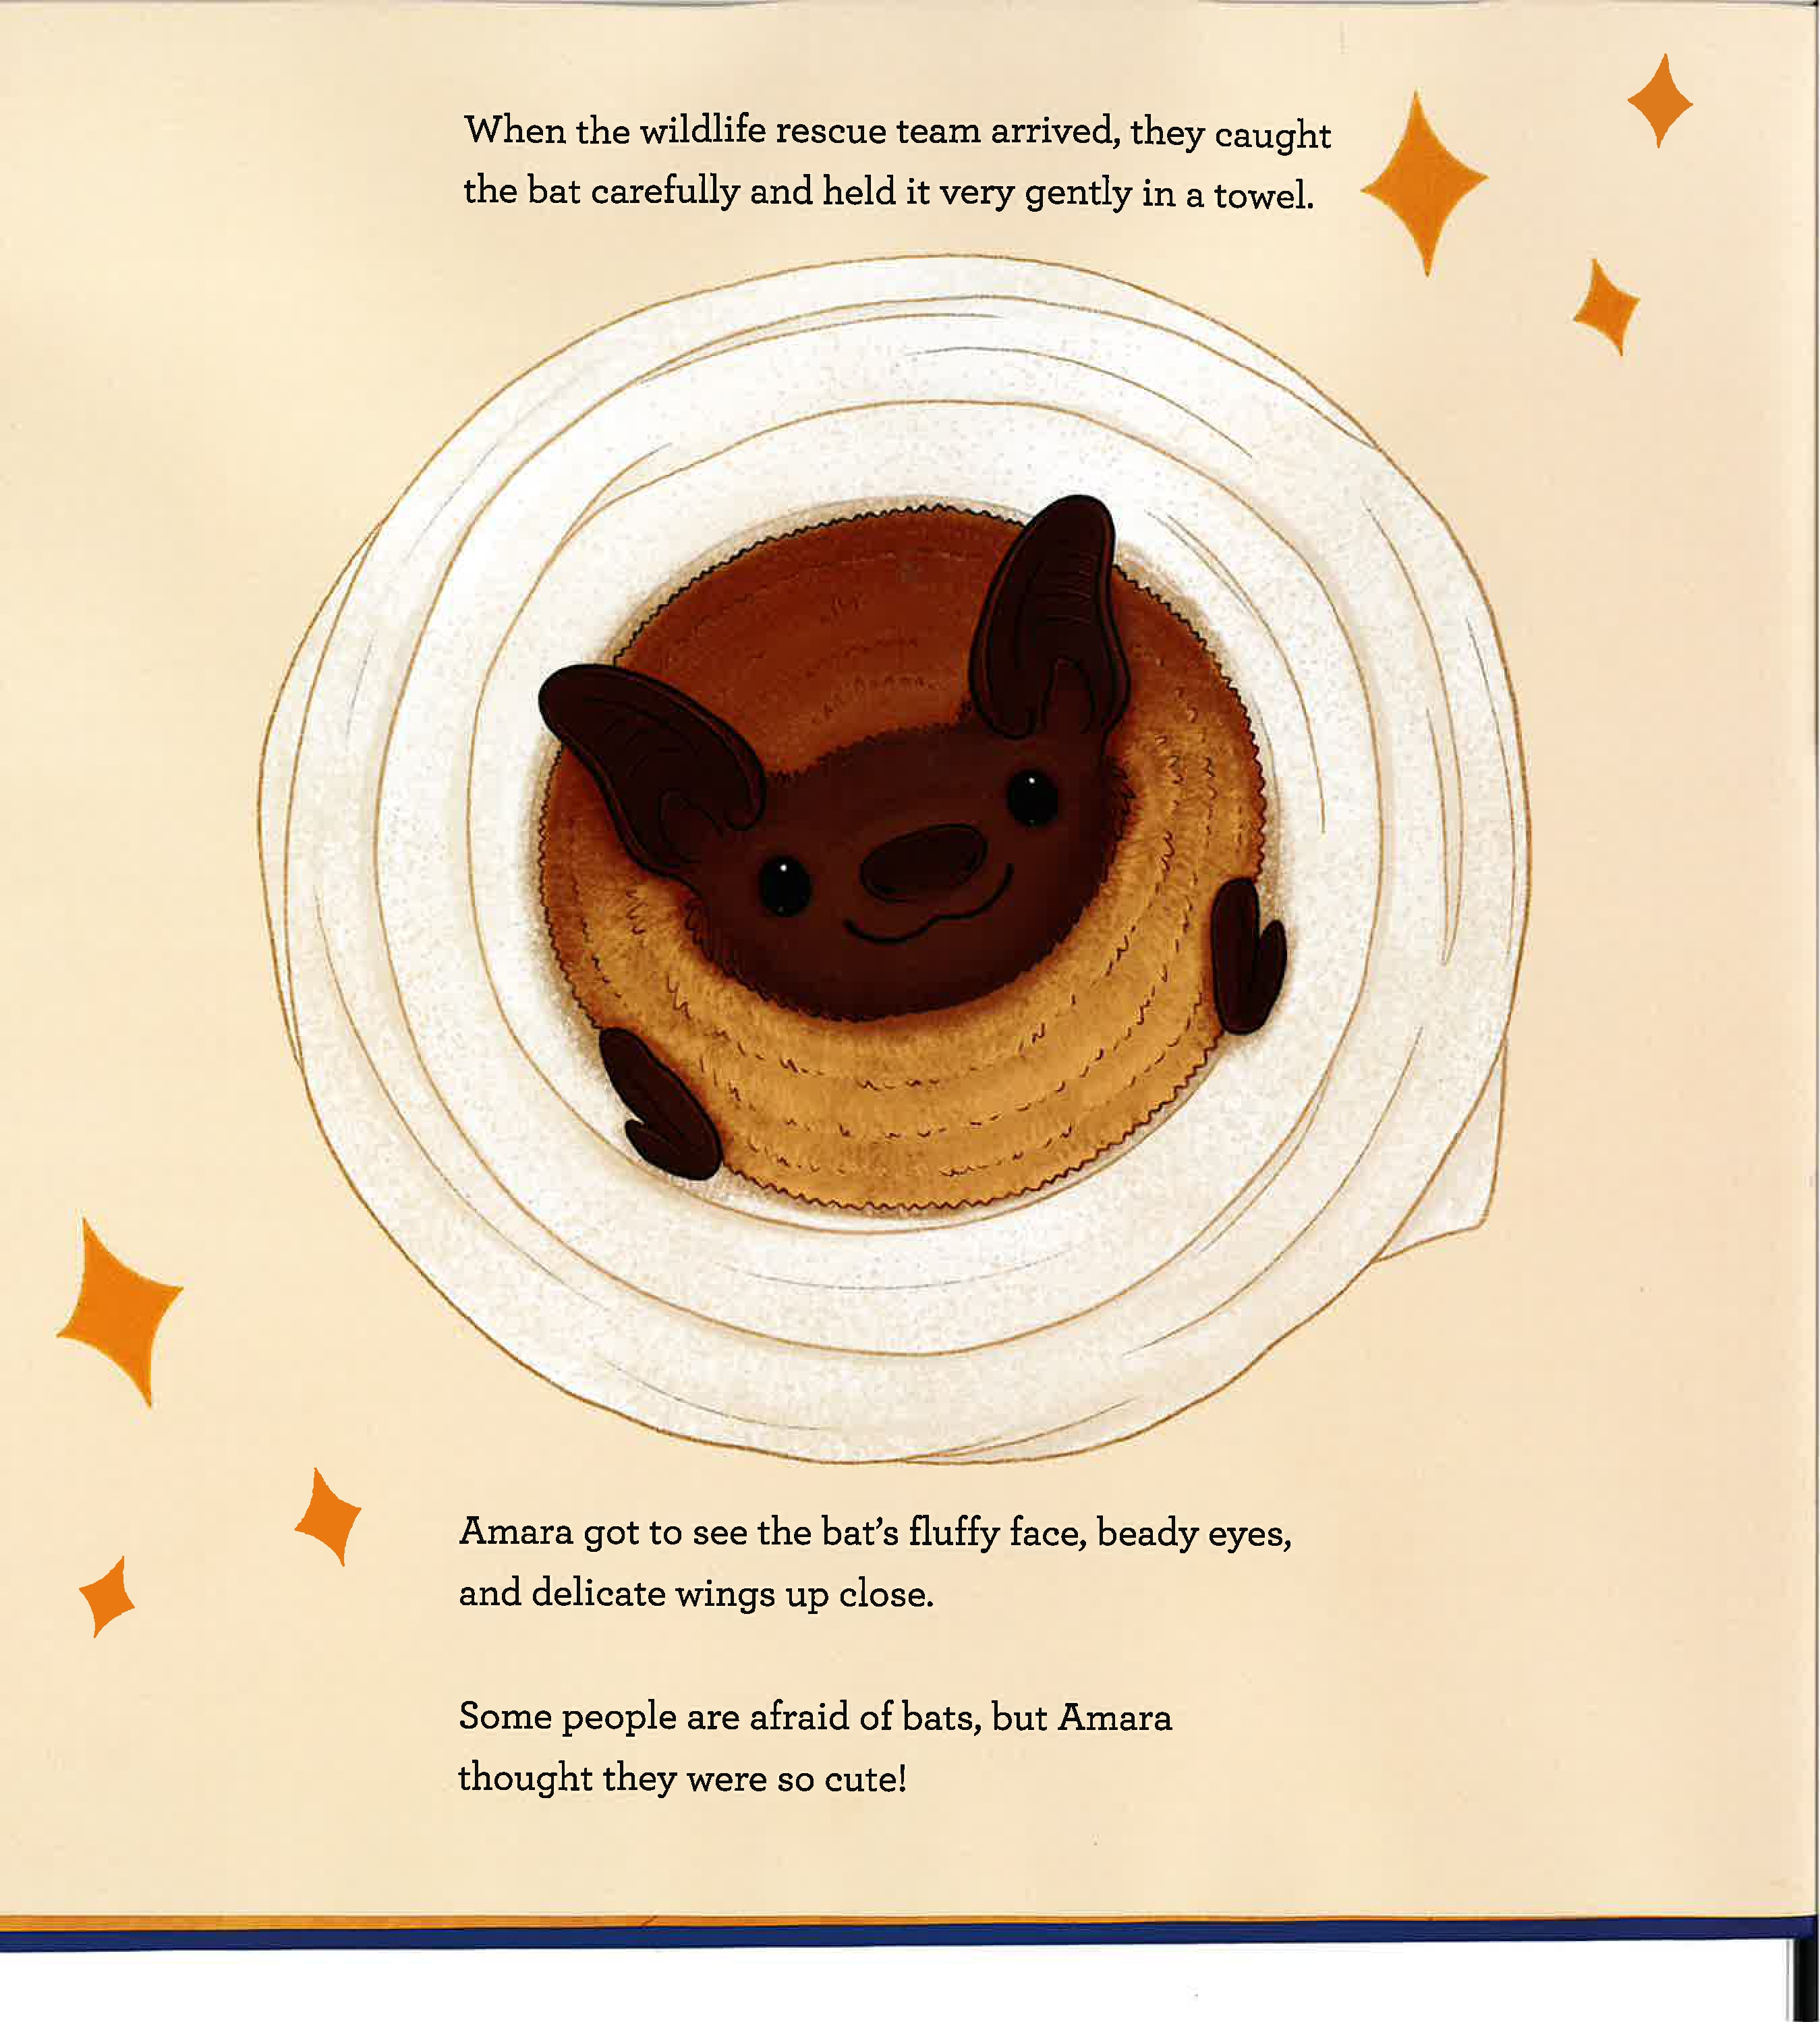 When the wildlife rescue team arrived, they caught
the bat carefully and held it very gently in a towel.
Amara got to see the bat's fluffy face, beady eyes,
and delicate wings up close.
Some people are afraid of bats, but Amara
thought they were so cute!